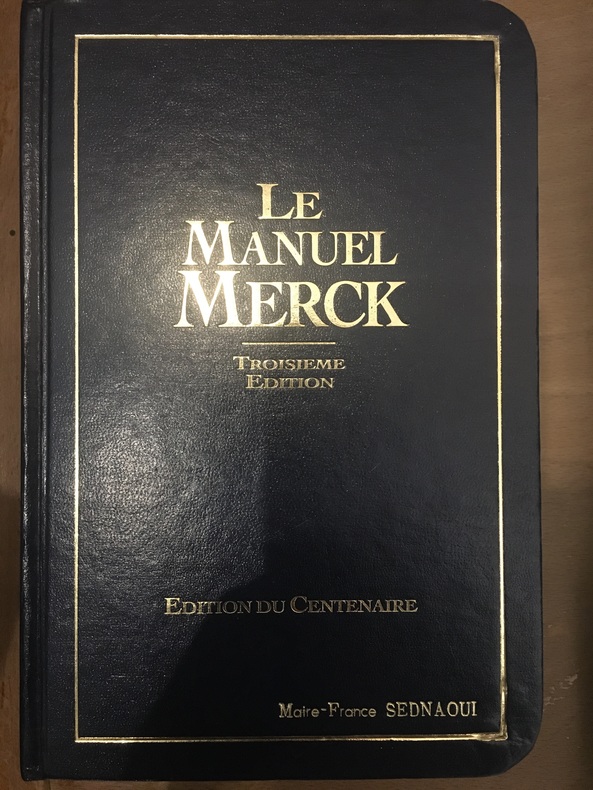 LE
MANUEL
MERCK
TROISIEME
EDITION
EDITION DU CENTENAIRE
Maire-France SEDNAOUI